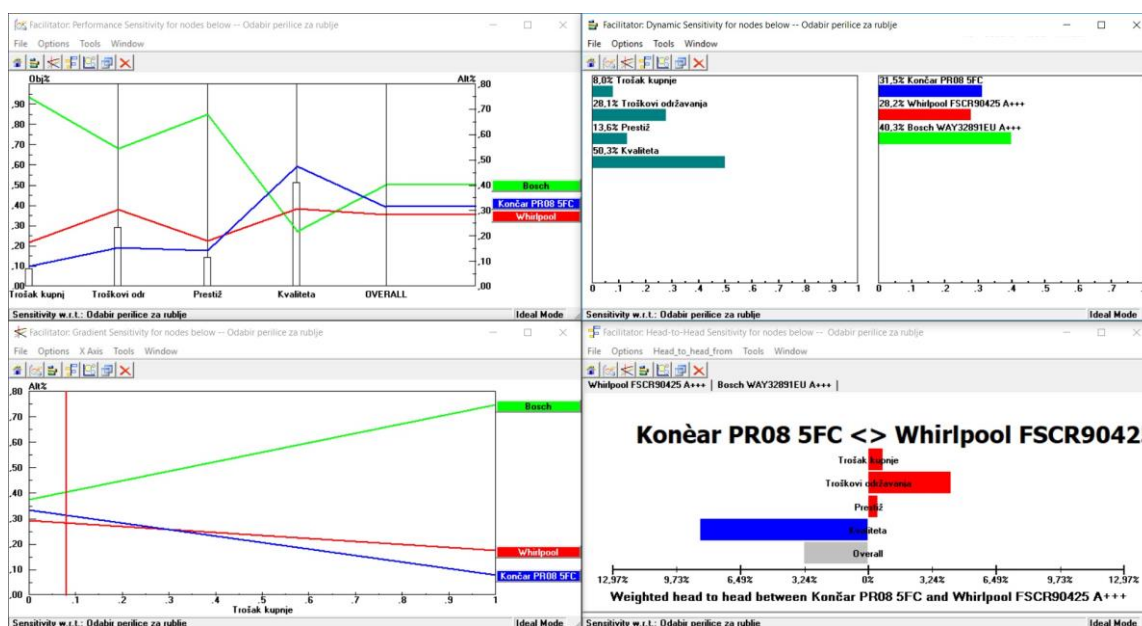 Facilitator: Performance Sensitivity for nodes below -- Odabir perilice za rublje
File Options Tools Window
Obj% Alt%
,90
,80
,70
,60
,50
,40
,30
,20
,10
,00
,80
,70
,60
,50
,40
,30
,20
,10
,00
Bosch
Končar PR08 5FC
Whirlpool
Trošak kupnj Troškovi odr Prestiž Kvaliteta OVERALL
Sensitivity w.r.t.: Odabir perilice za rublje Ideal Mode
Facilitator: Dynamic Sensitivity for nodes below -- Odabir perilice za rublje
File Options Tools Window
8,0% Trošak kupnje
28,1% Troškovi održavanja
13,6% Prestiž
50,3% Kvaliteta
0 .1 .2 .3 .4 .5 .6 .7 .8 .9 1
31,5% Končar PR08 5FC
28,2% Whirlpool FSCR90425 A+++
40,3% Bosch WAY32891EU A+++
0 .1 .2 .3 .4 .5 .6 .7 .8 .9 1
Sensitivity w.r.t.: Odabir perilice za rublje Ideal Mode
Facilitator: Gradient Sensitivity for nodes below -- Odabir perilice za rublje
File Options X Axis Tools Window
Alt%
,80
,70
,60
,50
,40
,30
,20
,10
,00
Bosch
Whirlpool
Končar PR08 5FC
0 .1 .2 .3 .4 .5 .6 .7 .8 .9 1
Trošak kupnje
Sensitivity w.r.t.: Odabir perilice za rublje Ideal Mode
Facilitator: Head-to-Head Sensitivity for nodes below -- Odabir perilice za rublje
File Options Head_to_head_from Tools Window
Whirlpool FSCR90425 A+++ | Bosch WAY32891EU A+++ |
Konèar PR08 5FC <> Whirlpool FSCR90425
Trošak kupnje
Troškovi održavanja
Prestiž
Kvaliteta
Overall
12,97% 9,73% 6,49% 3,24% 0% 3,24% 6,49% 9,73% 12,97%
Weighted head to head between Končar PR08 5FC and Whirlpool FSCR90425 A+++
Sensitivity w.r.t.: Odabir perilice za rublje Ideal Mode